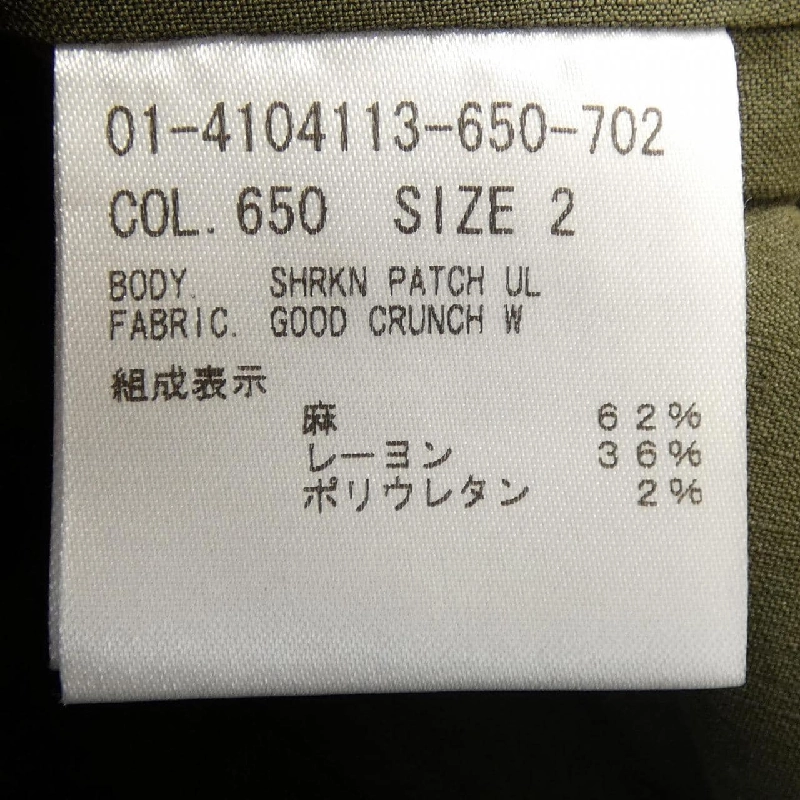 01-4104113-650-702
COL. 650 SIZE 2
BODY. SHRKN PATCH UL
FABRIC. GOOD CRUNCH W
組成表示
麻 62%
レーヨン 36%
ポリウレタン 2%